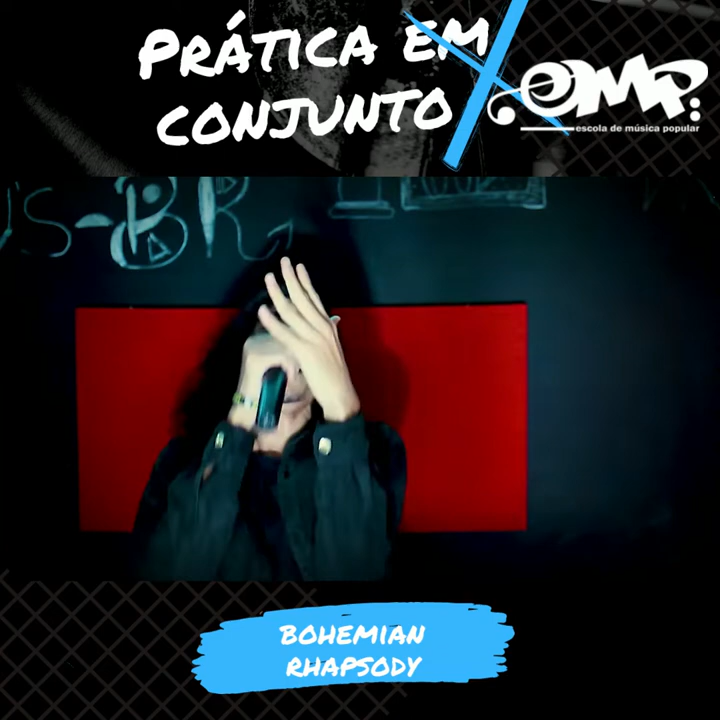 PRÁTICA EM
CONJUNTO
EMP
escola de música popular
BOHEMIAN
RHAPSODY